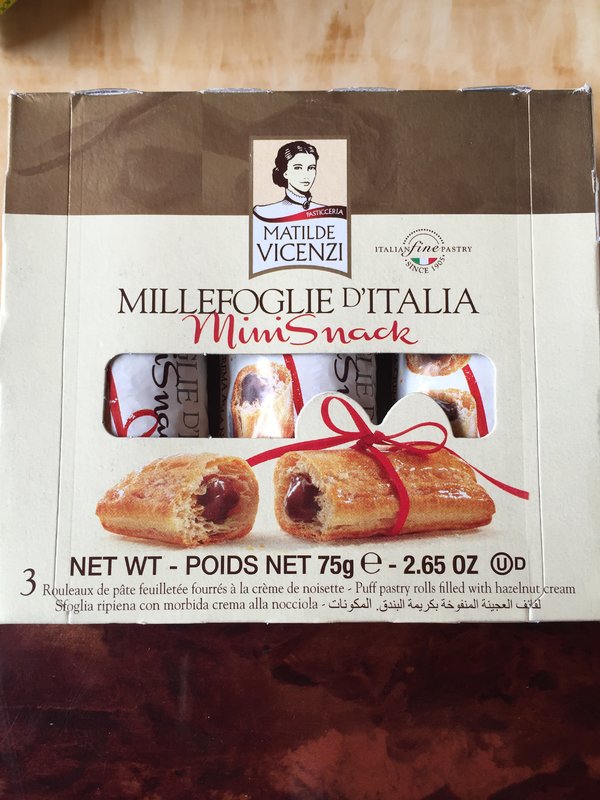 PASTICCERIA
MATILDE
VICENZI
ITALIAN fine PASTRY
• SINCE 1905 •
MILLEFOGLIE D'ITALIA
MiniSnack
NET WT - POIDS NET 75g ℮ - 2.65 OZ UD
3 Rouleaux de pâte feuilletée fourrés à la crème de noisette - Puff pastry rolls filled with hazelnut cream
Sfoglia ripiena con morbida crema alla nocciola - لفائف العجينة المنفوخة بكريمة البندق. المكونات